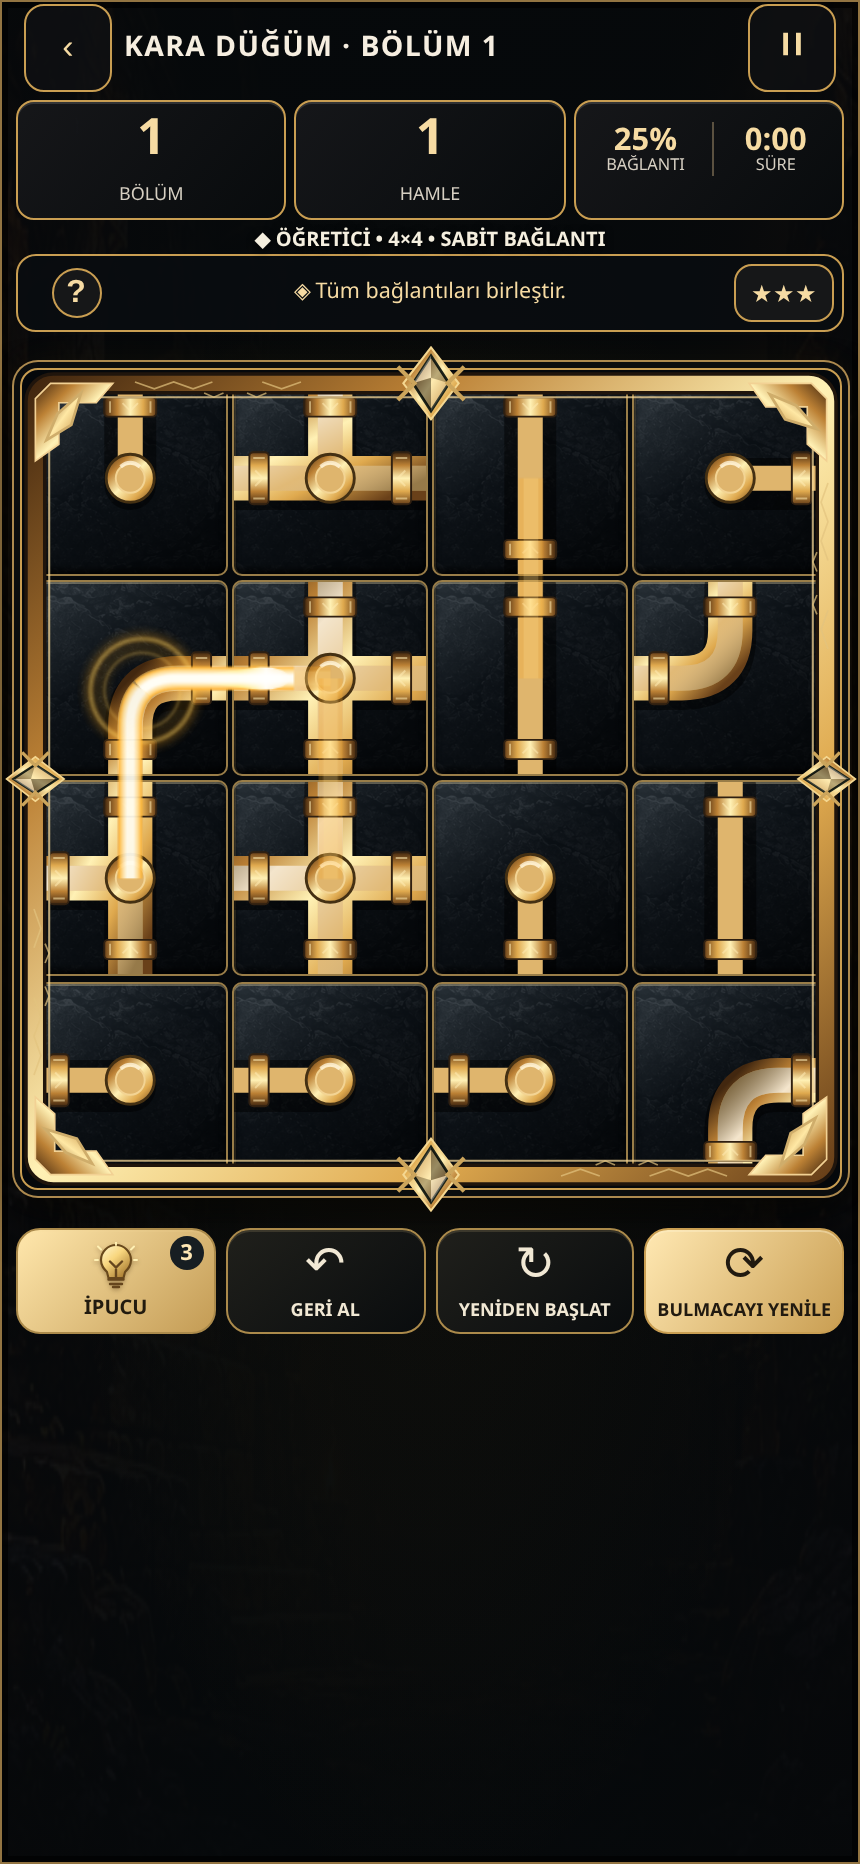 KARA DÜĞÜM · BÖLÜM 1
1
BÖLÜM
1
HAMLE
25%
BAĞLANTI
0:00
SÜRE
◆ ÖĞRETİCİ • 4×4 • SABİT BAĞLANTI
?
◈ Tüm bağlantıları birleştir.
★★★
3
İPUCU
GERİ AL
YENİDEN BAŞLAT
BULMACAYI YENİLE